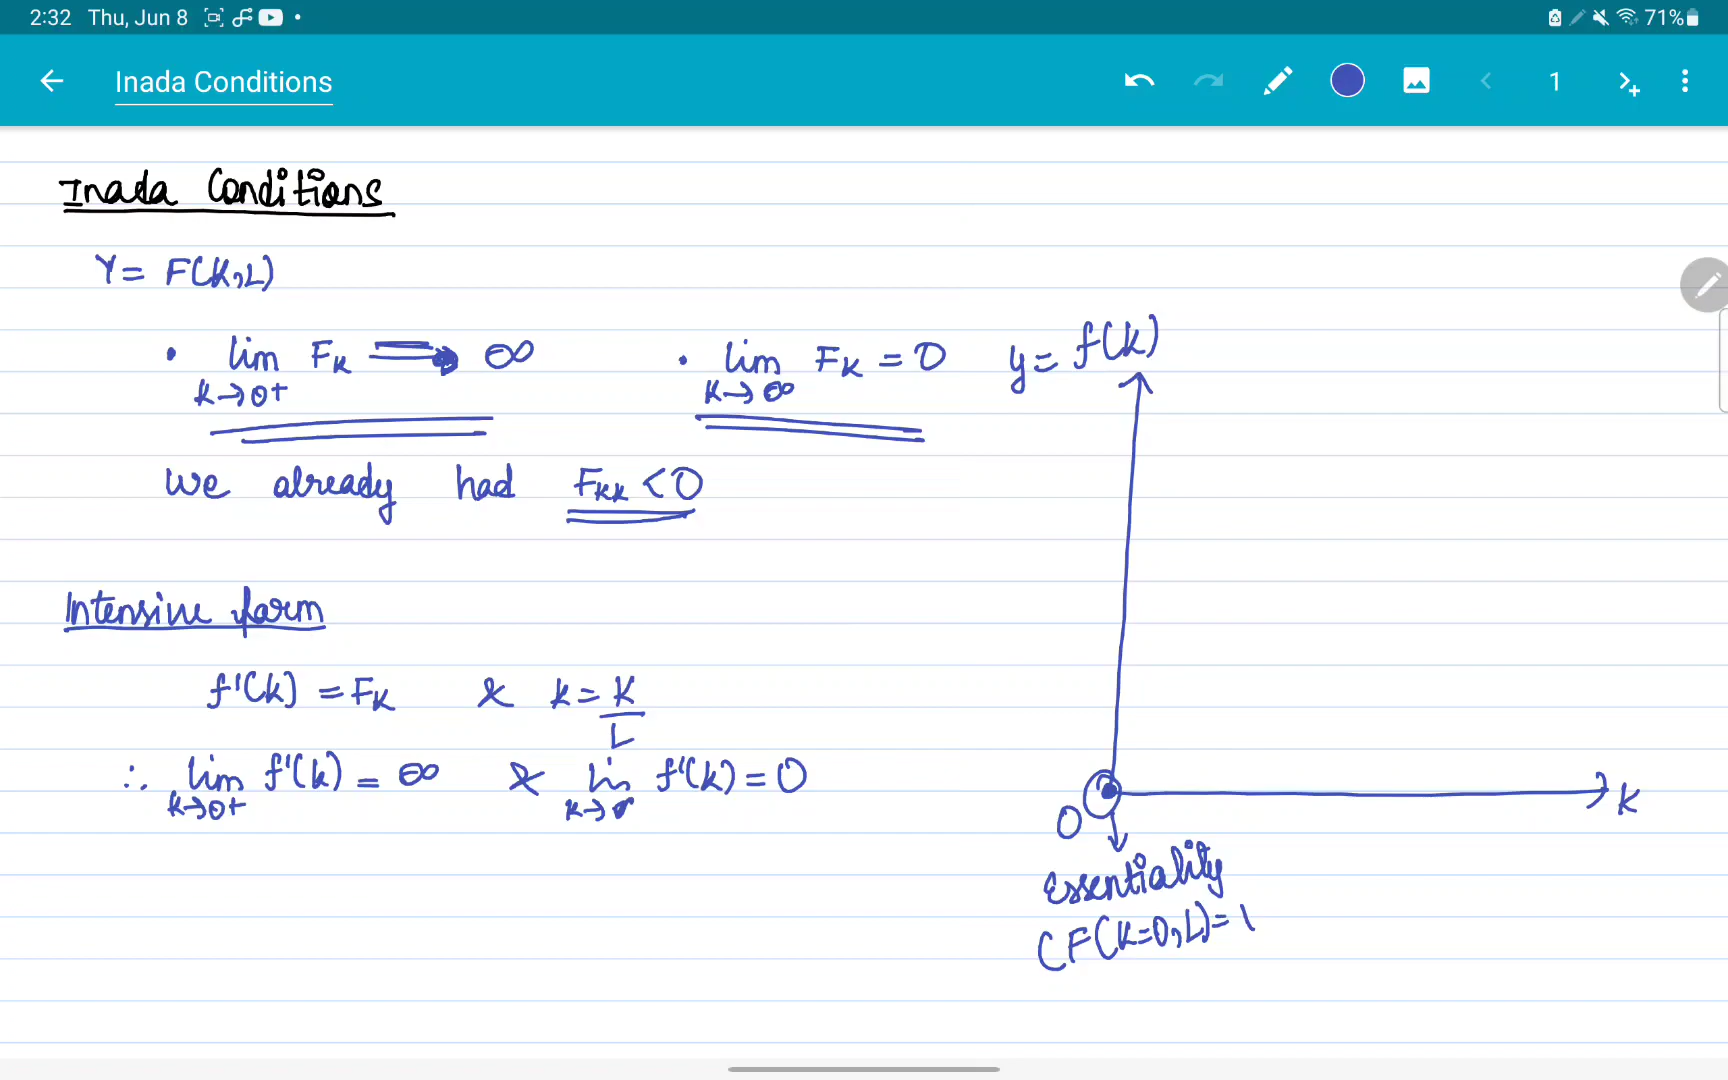 2:32 Thu, Jun 8
71%
Inada Conditions
1
Inada Conditions
Y = F(K,L)
• lim F_K ⟹ ∞ • lim F_K = 0 y = f(k)
K→0+ K→∞
We already had F_KK < 0
Intensive form
f'(k) = F_K & k = K/L
∴ lim f'(k) = ∞ & lim f'(k) = 0
k→0+ k→
k
0
Essentiality
(F(K=0,L)=